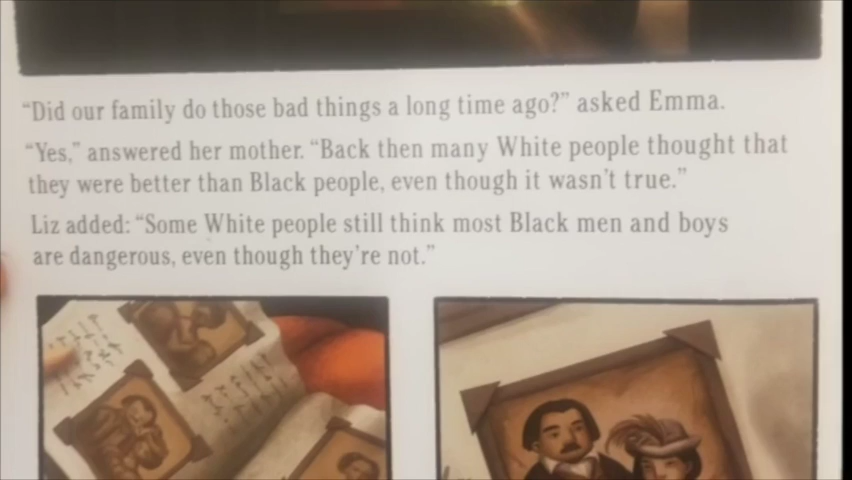 “Did our family do those bad things a long time ago?” asked Emma.
“Yes,” answered her mother. “Back then many White people thought that
they were better than Black people, even though it wasn’t true.”
Liz added: “Some White people still think most Black men and boys
are dangerous, even though they’re not.”